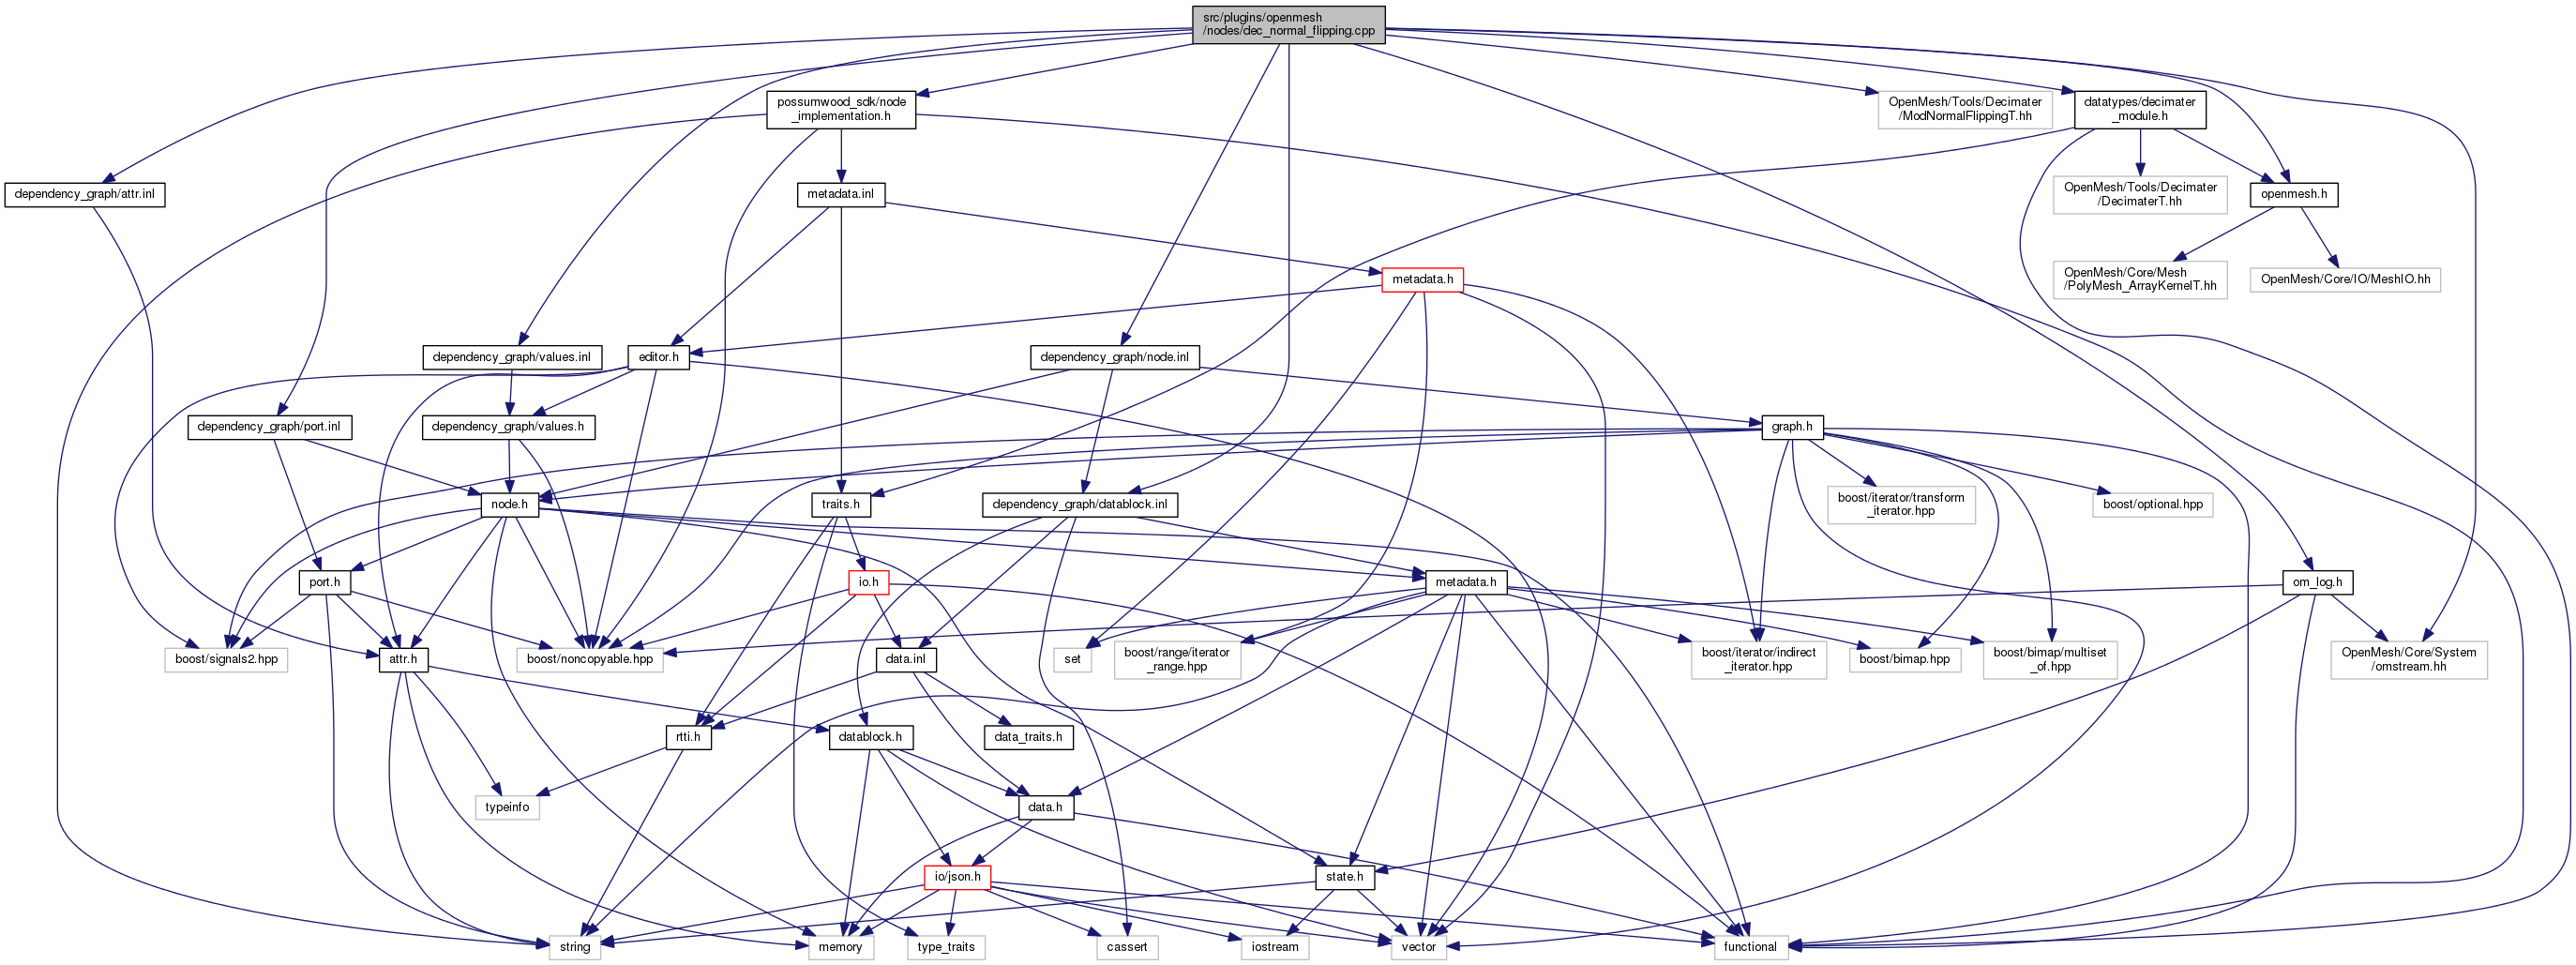 src/plugins/openmesh
/nodes/dec_normal_flipping.cpp
possumwood_sdk/node
_implementation.h
OpenMesh/Tools/Decimater
/ModNormalFlippingT.hh
datatypes/decimater
_module.h
dependency_graph/attr.inl
metadata.inl
OpenMesh/Tools/Decimater
/DecimaterT.hh
openmesh.h
metadata.h
OpenMesh/Core/Mesh
/PolyMesh_ArrayKernelT.hh
OpenMesh/Core/IO/MeshIO.hh
dependency_graph/values.inl
editor.h
dependency_graph/node.inl
dependency_graph/port.inl
dependency_graph/values.h
graph.h
node.h
traits.h
dependency_graph/datablock.inl
boost/iterator/transform
_iterator.hpp
boost/optional.hpp
port.h
io.h
metadata.h
om_log.h
boost/signals2.hpp
attr.h
boost/noncopyable.hpp
data.inl
set
boost/range/iterator
_range.hpp
boost/iterator/indirect
_iterator.hpp
boost/bimap.hpp
boost/bimap/multiset
_of.hpp
OpenMesh/Core/System
/omstream.hh
rtti.h
datablock.h
data_traits.h
typeinfo
data.h
io/json.h
state.h
string
memory
type_traits
cassert
iostream
vector
functional